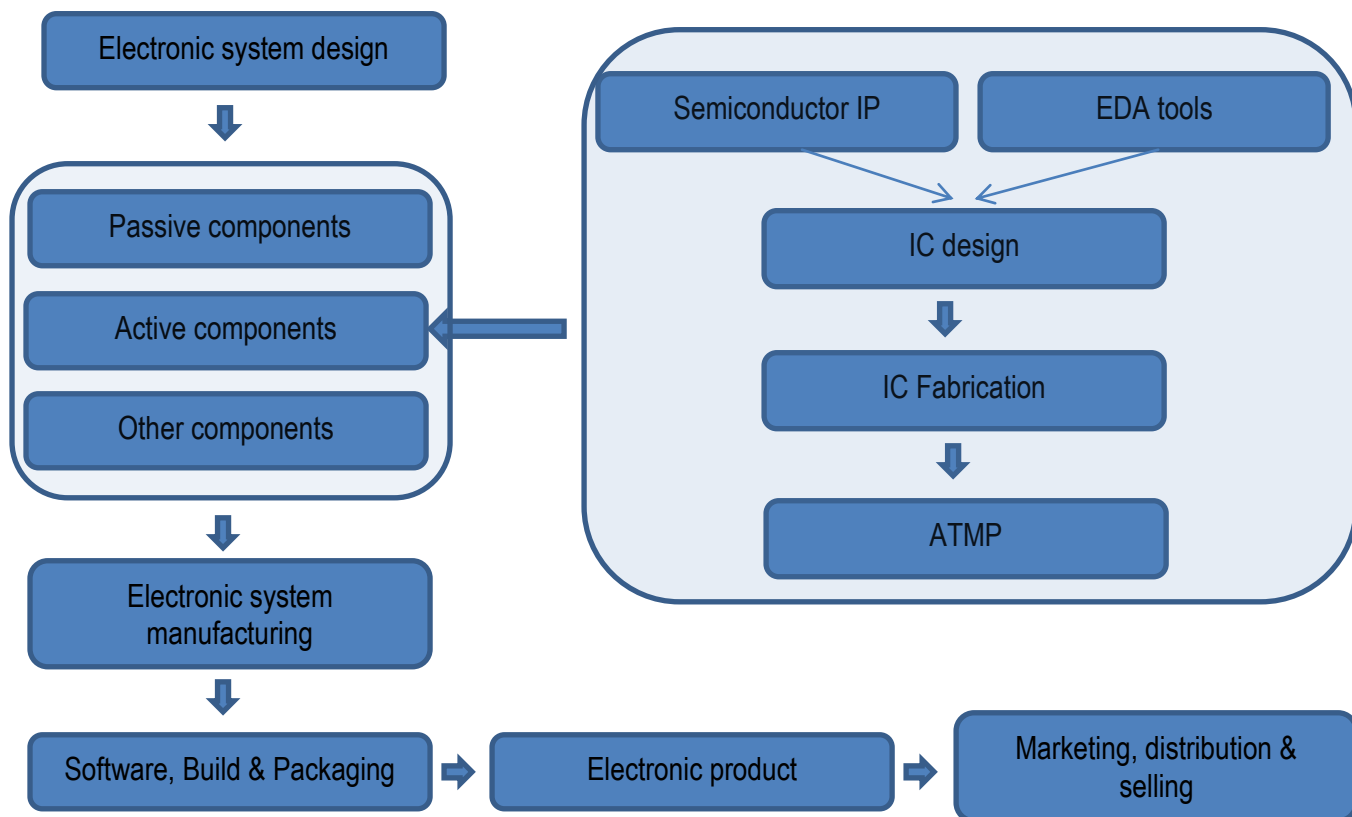 Electronic system design
Passive components
Active components
Other components
Electronic system
manufacturing
Software, Build & Packaging
Electronic product
Marketing, distribution &
selling
Semiconductor IP
EDA tools
IC design
IC Fabrication
ATMP